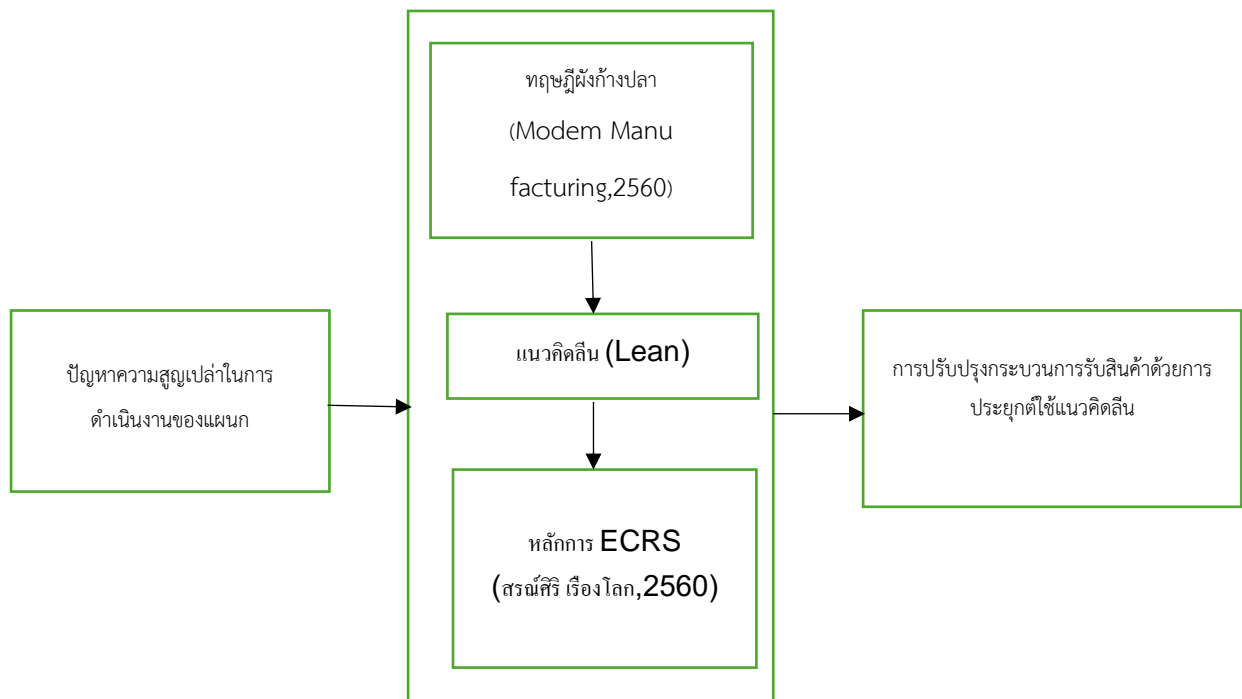 ทฤษฎีผังก้างปลา
(Modem Manu
facturing,2560)
แนวคิดลีน (Lean)
ปัญหาความสูญเปล่าในการ
ดำเนินงานของแผนก
การปรับปรุงกระบวนการรับสินค้าด้วยการ
ประยุกต์ใช้แนวคิดลีน
หลักการ ECRS
(สรณ์ศิริ เรืองโลก,2560)